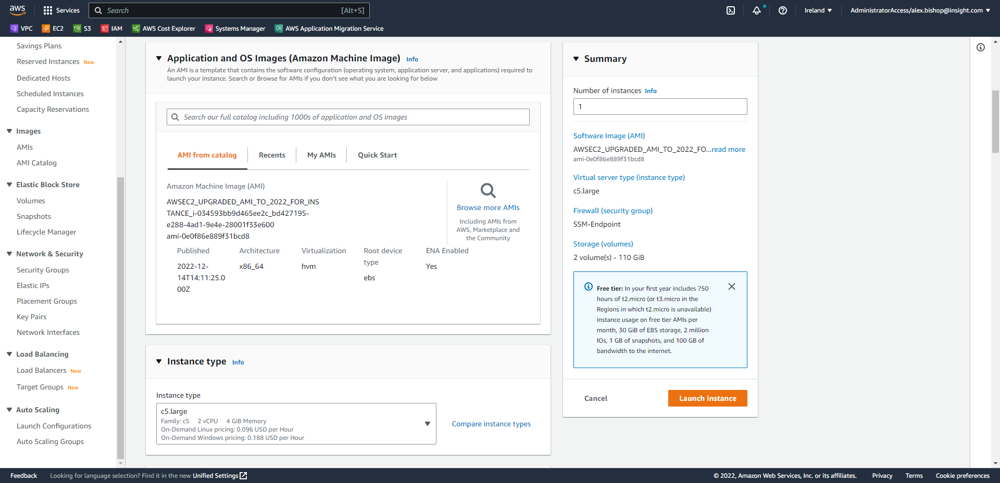 aws
Services
Search
[Alt+S]
Ireland
AdministratorAccess/alex.bishop@insight.com
VPC
EC2
S3
IAM
AWS Cost Explorer
Systems Manager
AWS Application Migration Service
Savings Plans
Reserved Instances New
Dedicated Hosts
Scheduled Instances
Capacity Reservations
Images
AMIs
AMI Catalog
Elastic Block Store
Volumes
Snapshots
Lifecycle Manager
Network & Security
Security Groups
Elastic IPs
Placement Groups
Key Pairs
Network Interfaces
Load Balancing
Load Balancers New
Target Groups New
Auto Scaling
Launch Configurations
Auto Scaling Groups
Application and OS Images (Amazon Machine Image) Info
An AMI is a template that contains the software configuration (operating system, application server, and applications) required to
launch your instance. Search or Browse for AMIs if you don't see what you are looking for below
Search our full catalog including 1000s of application and OS images
AMI from catalog
Recents
My AMIs
Quick Start
Amazon Machine Image (AMI)
AWSEC2_UPGRADED_AMI_TO_2022_FOR_INS
TANCE_i-034593bb9d465ee2c_bd427195-
e288-4ad1-9e4e-28001f33e600
ami-0e0f86e889f31bcd8
Browse more AMIs
Including AMIs from
AWS, Marketplace and
the Community
Published
2022-12-
14T14:11:25.0
00Z
Architecture
x86_64
Virtualization
hvm
Root device
type
ebs
ENA Enabled
Yes
Instance type Info
Instance type
c5.large
Family: c5 2 vCPU 4 GiB Memory
On-Demand Linux pricing: 0.096 USD per Hour
On-Demand Windows pricing: 0.188 USD per Hour
Compare instance types
Summary
Number of instances Info
1
Software Image (AMI)
AWSEC2_UPGRADED_AMI_TO_2022_FO...read more
ami-0e0f86e889f31bcd8
Virtual server type (instance type)
c5.large
Firewall (security group)
SSM-Endpoint
Storage (volumes)
2 volume(s) - 110 GiB
Free tier: In your first year includes 750
hours of t2.micro (or t3.micro in the
Regions in which t2.micro is unavailable)
instance usage on free tier AMIs per
month, 30 GiB of EBS storage, 2 million
IOs, 1 GB of snapshots, and 100 GB of
bandwidth to the internet.
Cancel
Launch instance
Feedback
Looking for language selection? Find it in the new Unified Settings
© 2022, Amazon Web Services, Inc. or its affiliates.
Privacy
Terms
Cookie preferences